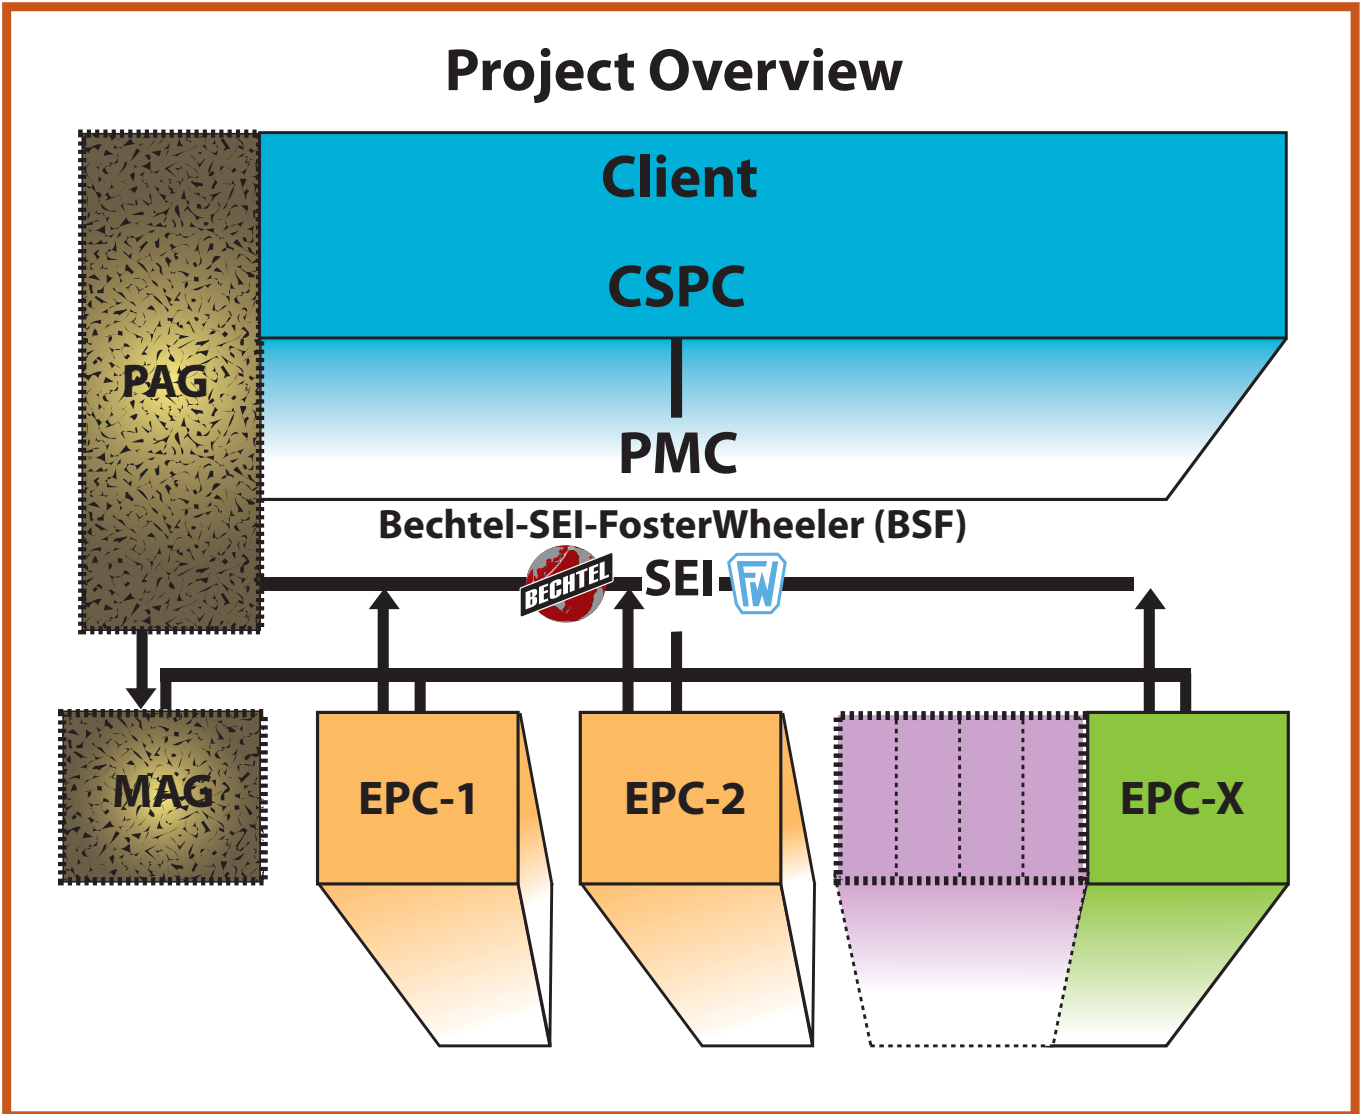 Project Overview
Client
CSPC
PAG
PMC
Bechtel-SEI-FosterWheeler (BSF)
BECHTEL SEI FW
MAG
EPC-1
EPC-2
EPC-X